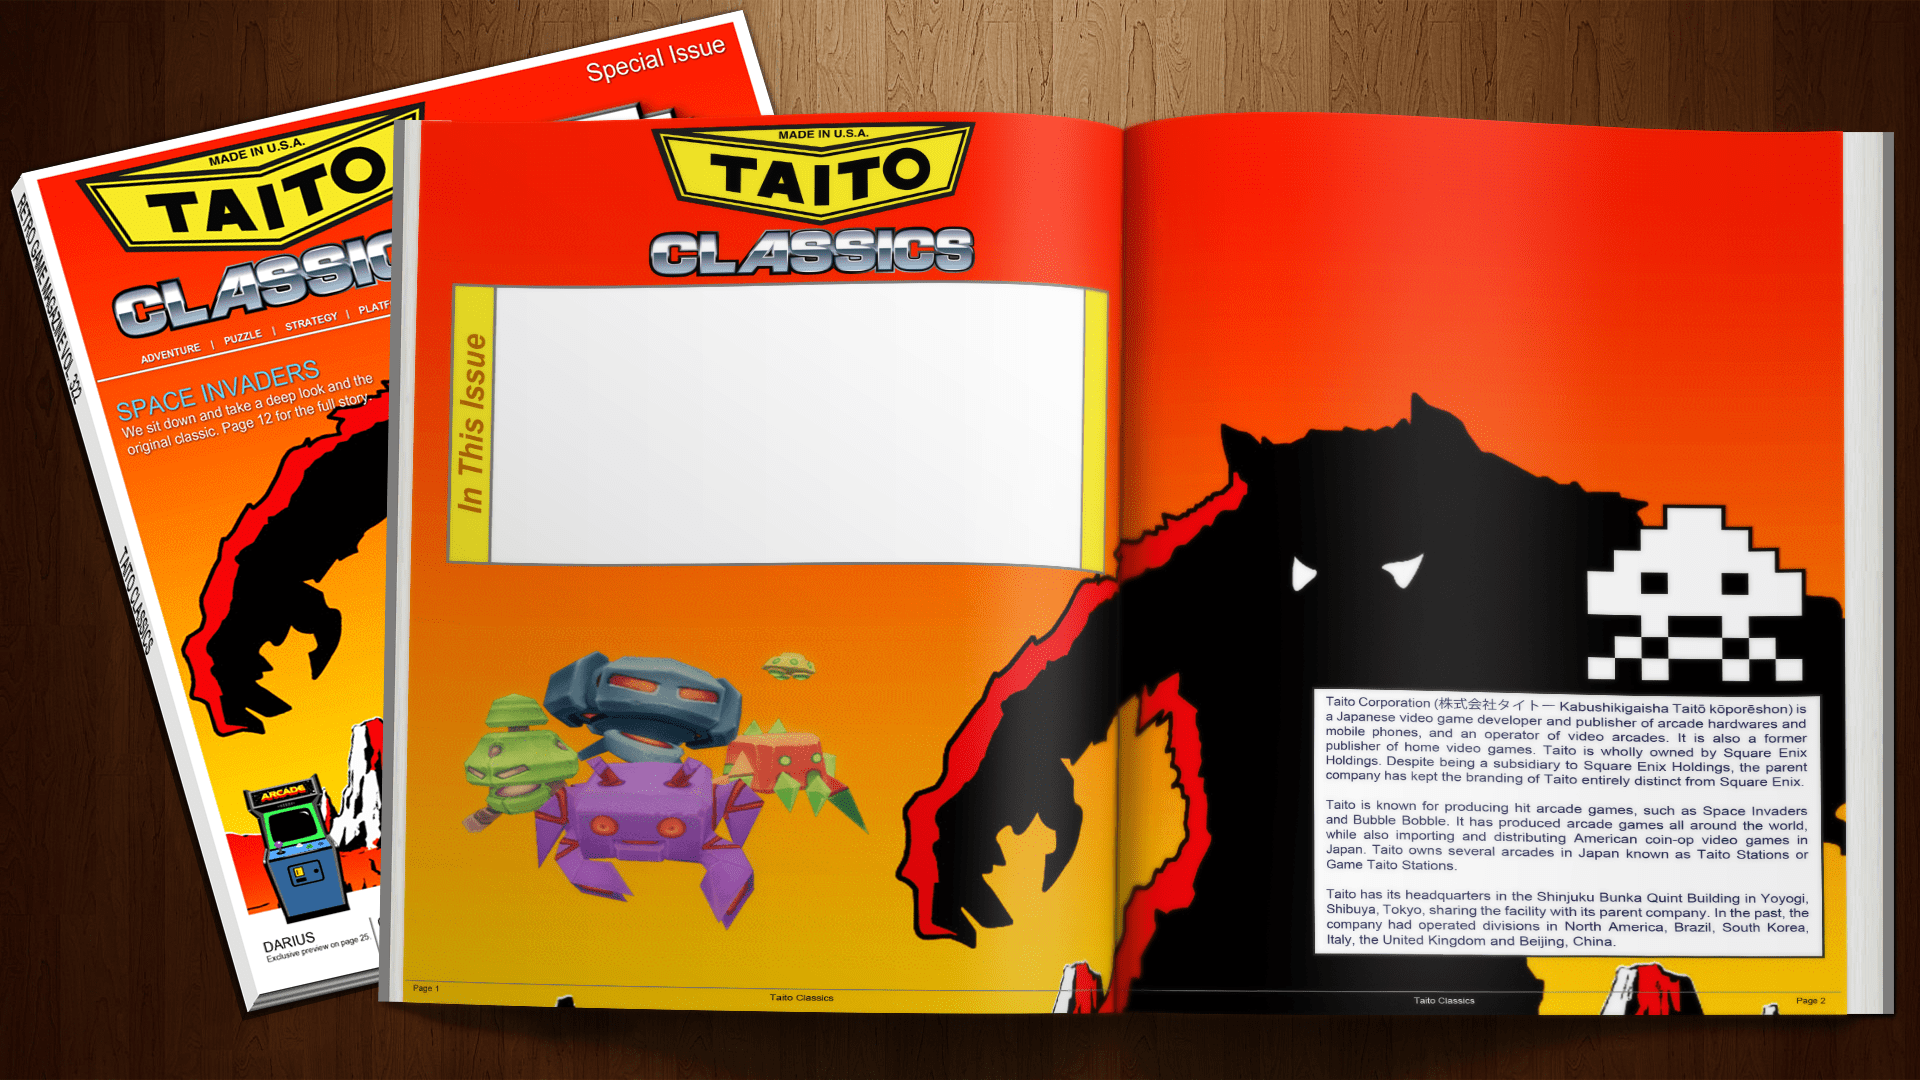 Special Issue
MADE IN U.S.A.
TAITO
CLASSIC
ADVENTURE | PUZZLE | STRATEGY | PLATF
SPACE INVADERS
We sit down and take a deep look and the
original classic. Page 12 for the full story.
ARCADE
DARIUS
Exclusive preview on page 25.
RETRO GAME MAGAZINE VOL. 322.
TAITO CLASSICS
MADE IN U.S.A.
TAITO
CLASSICS
In This Issue
Page 1
Taito Classics
Taito Corporation (株式会社タイトー Kabushikigaisha Taitō kōporēshon) is
a Japanese video game developer and publisher of arcade hardwares and
mobile phones, and an operator of video arcades. It is also a former
publisher of home video games. Taito is wholly owned by Square Enix
Holdings. Despite being a subsidiary to Square Enix Holdings, the parent
company has kept the branding of Taito entirely distinct from Square Enix.
Taito is known for producing hit arcade games, such as Space Invaders
and Bubble Bobble. It has produced arcade games all around the world,
while also importing and distributing American coin-op video games in
Japan. Taito owns several arcades in Japan known as Taito Stations or
Game Taito Stations.
Taito has its headquarters in the Shinjuku Bunka Quint Building in Yoyogi,
Shibuya, Tokyo, sharing the facility with its parent company. In the past, the
company had operated divisions in North America, Brazil, South Korea,
Italy, the United Kingdom and Beijing, China.
Taito Classics
Page 2